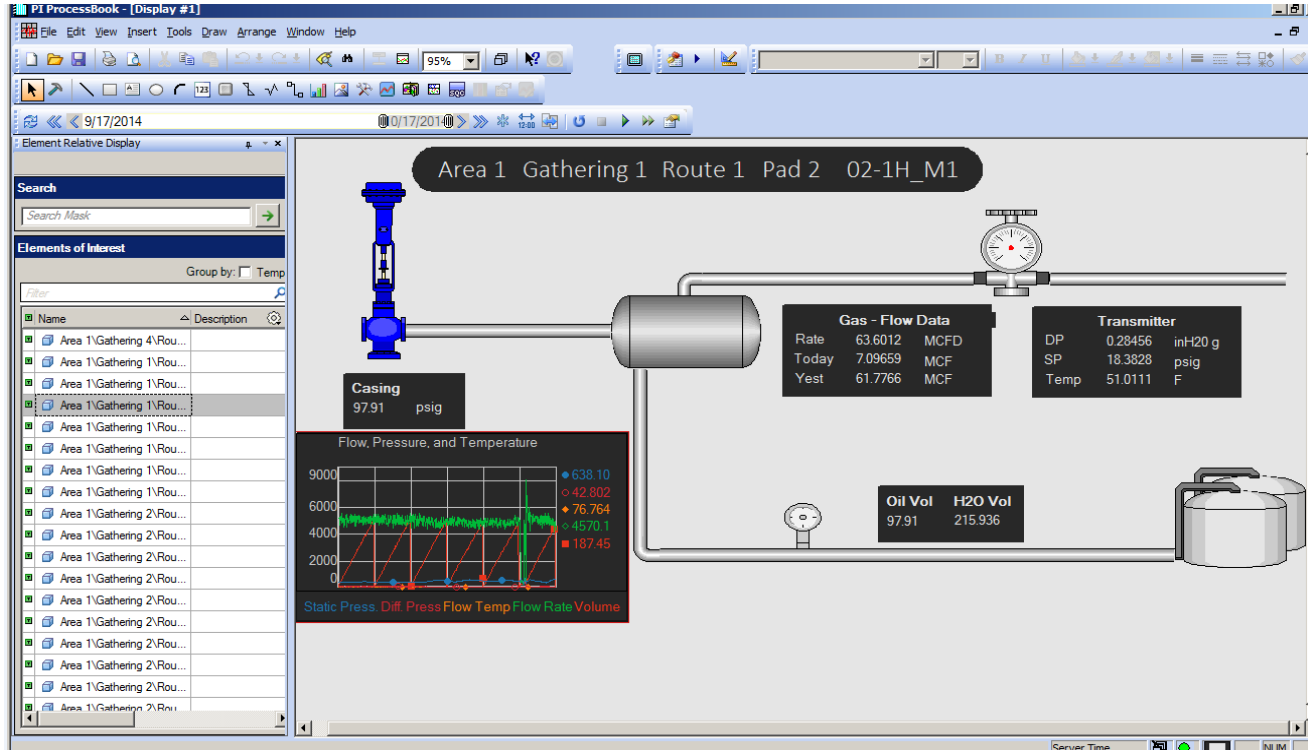 PI ProcessBook - [Display #1]
File Edit View Insert Tools Draw Arrange Window Help
95%
B I U
123
SQC
9/17/2014
12:00
Element Relative Display
Search
Search Mask
Elements of Interest
Group by: Temp
Filter
Name Description
Area 1\Gathering 4\Rou...
Area 1\Gathering 1\Rou...
Area 1\Gathering 1\Rou...
Area 1\Gathering 1\Rou...
Area 1\Gathering 1\Rou...
Area 1\Gathering 1\Rou...
Area 1\Gathering 1\Rou...
Area 1\Gathering 1\Rou...
Area 1\Gathering 2\Rou...
Area 1\Gathering 2\Rou...
Area 1\Gathering 2\Rou...
Area 1\Gathering 2\Rou...
Area 1\Gathering 2\Rou...
Area 1\Gathering 2\Rou...
Area 1\Gathering 2\Rou...
Area 1\Gathering 2\Rou...
Area 1\Gathering 2\Rou...
Area 1\Gathering 2\Rou...
Area 1 Gathering 1 Route 1 Pad 2 02-1H_M1
Gas - Flow Data
Rate 63.6012 MCFD
Today 7.09659 MCF
Yest 61.7766 MCF
Transmitter
DP 0.28456 inH20 g
SP 18.3828 psig
Temp 51.0111 F
Casing
97.91 psig
Flow, Pressure, and Temperature
9000
6000
4000
2000
0
638.10
42.802
76.764
4570.1
187.45
Static Press. Diff. Press Flow Temp Flow Rate Volume
Oil Vol H2O Vol
97.91 215.936
Server Time NUM